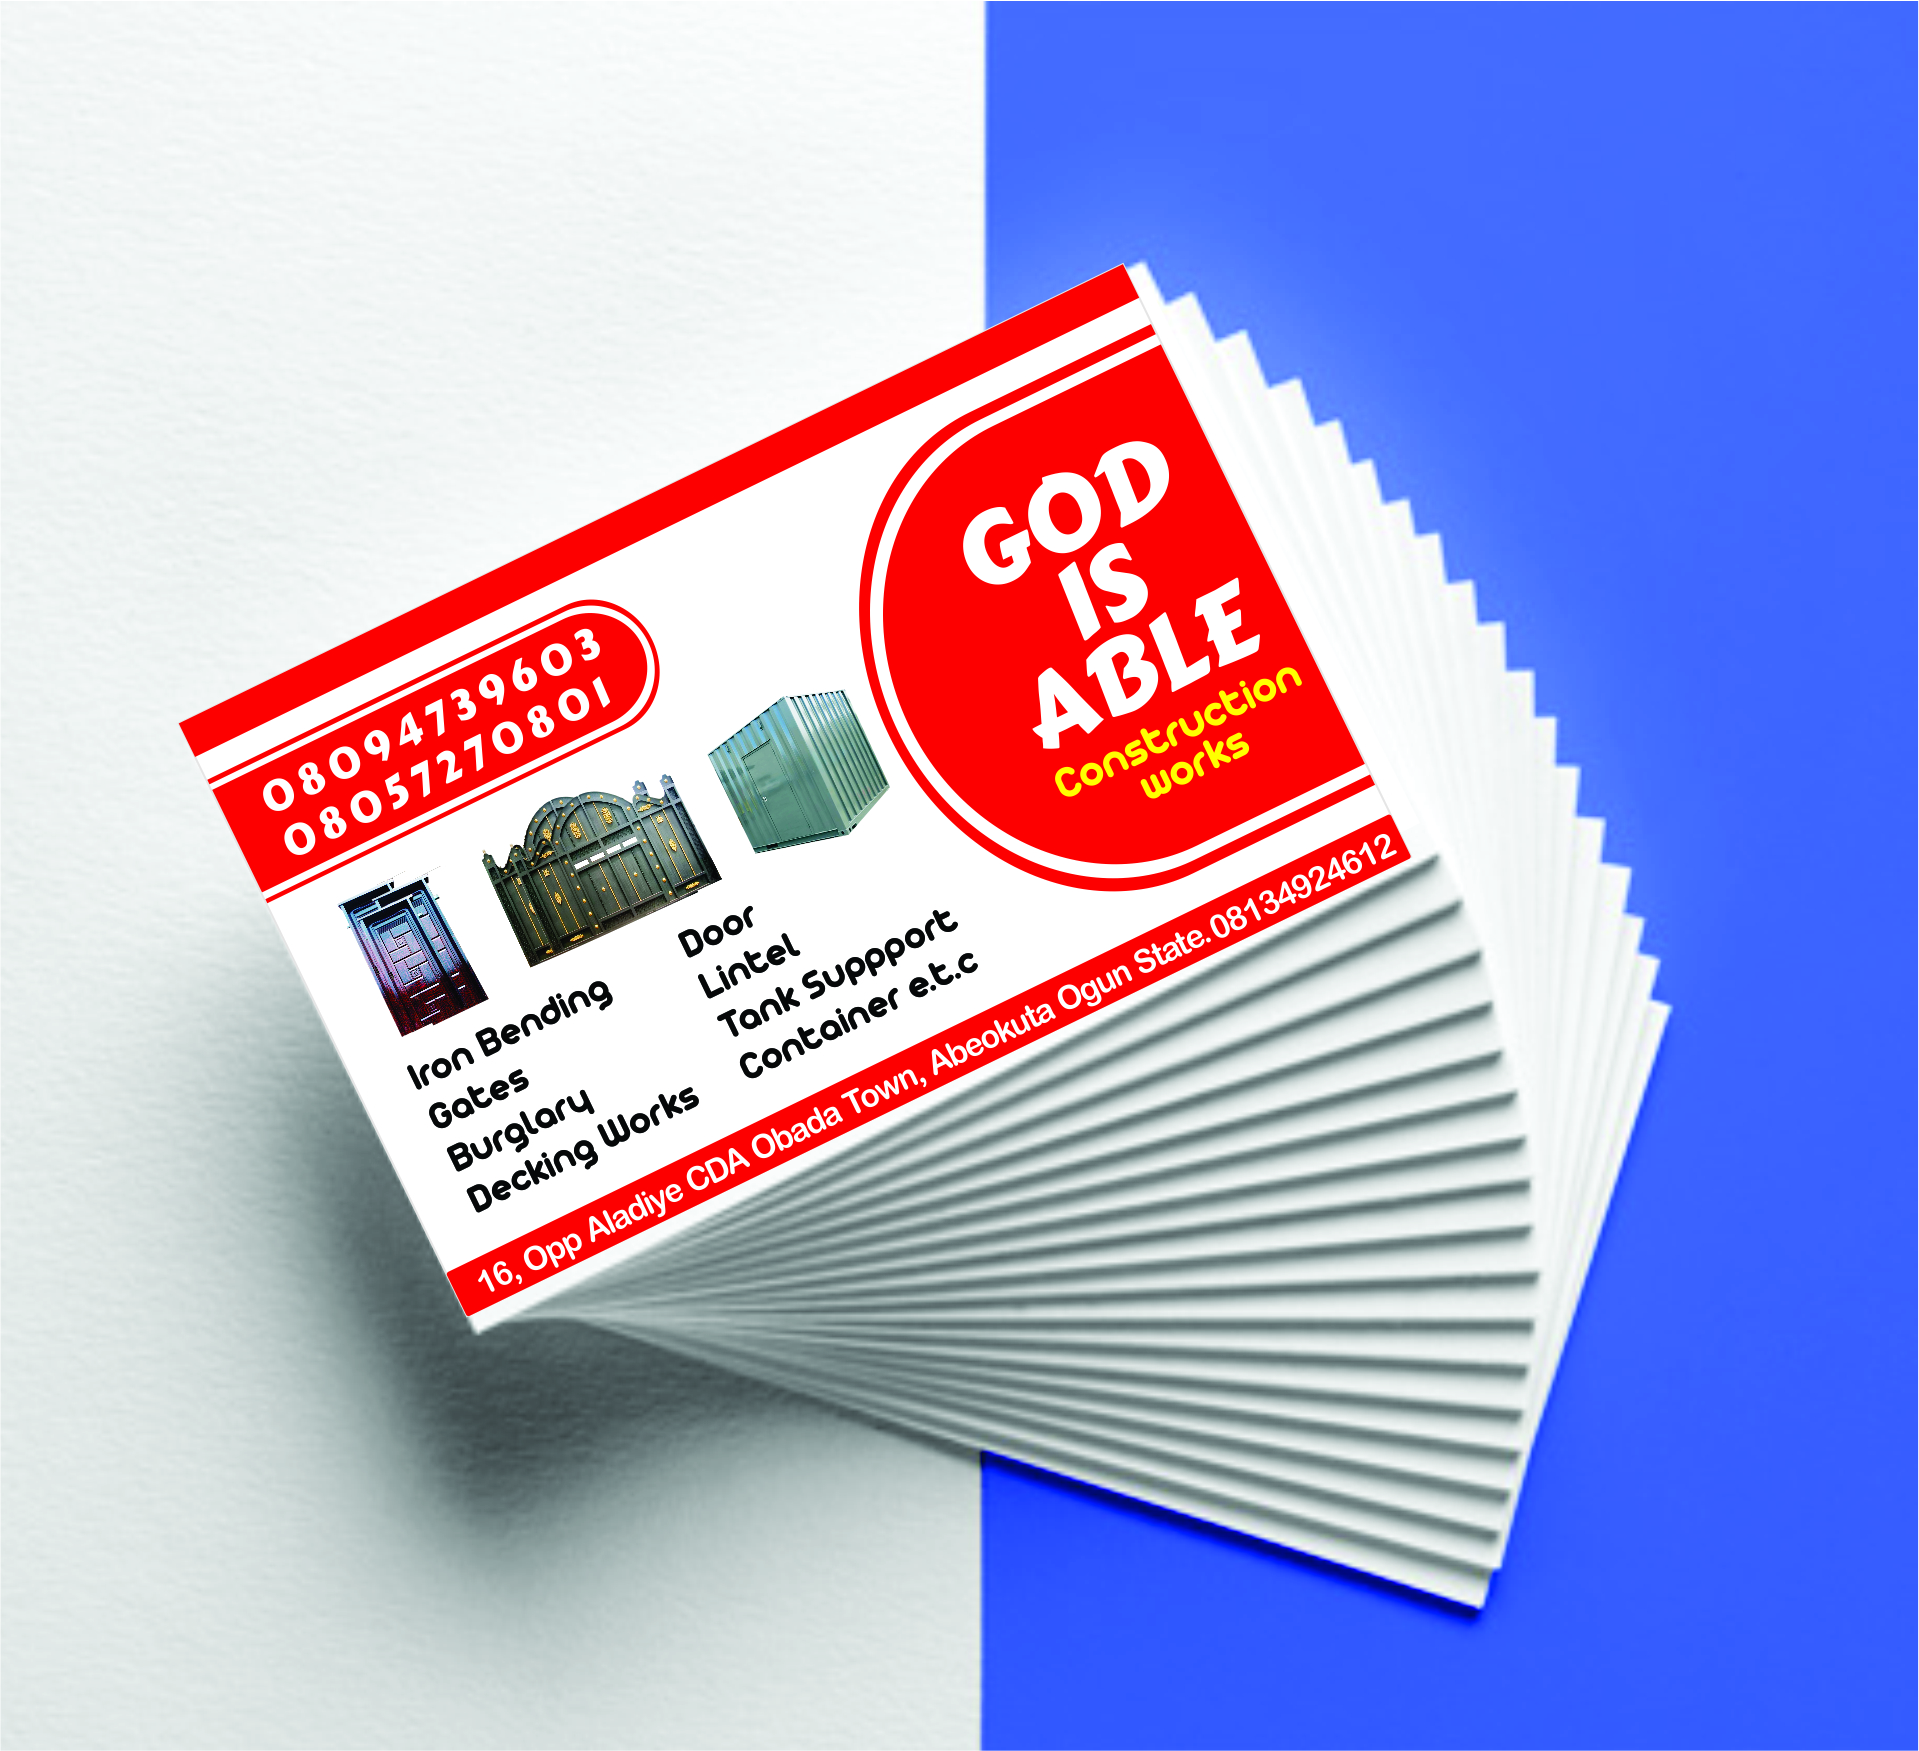 GOD
IS
ABLE
Construction
works
08094739603
08057270801
Iron Bending
Gates
Burglary
Decking Works
Door
Lintel
Tank Suppport
Container e.t.c
16, Opp Aladiye CDA Obada Town, Abeokuta Ogun State. 08134924612